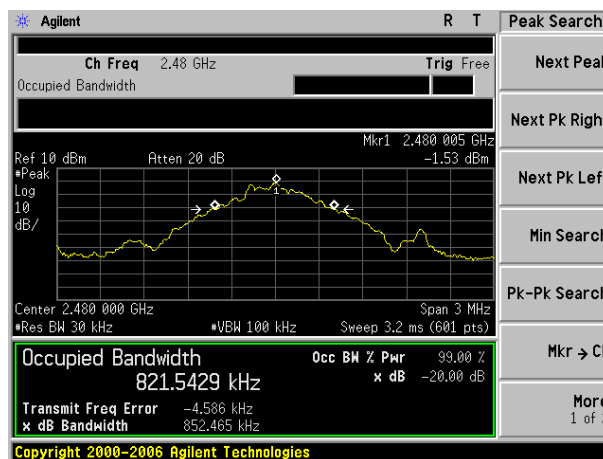 Agilent R T Peak Search
Ch Freq 2.48 GHz Trig Free
Occupied Bandwidth
Next Peak
Next Pk Right
Mkr1 2.480 005 GHz
Ref 10 dBm Atten 20 dB -1.53 dBm
#Peak
Log
10
dB/
1
Next Pk Left
Min Search
Pk-Pk Search
Center 2.480 000 GHz Span 3 MHz
#Res BW 30 kHz #VBW 100 kHz Sweep 3.2 ms (601 pts)
Occupied Bandwidth Occ BW % Pwr 99.00 %
821.5429 kHz x dB -20.00 dB
Mkr → C
Transmit Freq Error -4.586 kHz
x dB Bandwidth 852.465 kHz
More
1 of
Copyright 2000-2006 Agilent Technologies